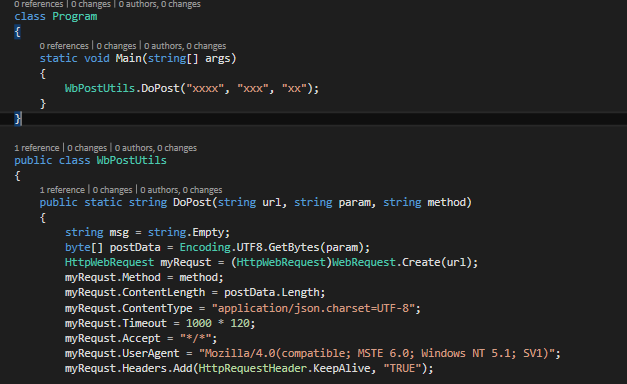 0 references | 0 changes | 0 authors, 0 changes
class Program
{
0 references | 0 changes | 0 authors, 0 changes
static void Main(string[] args)
{
WbPostUtils.DoPost("xxxx", "xxx", "xx");
}
}
1 reference | 0 changes | 0 authors, 0 changes
public class WbPostUtils
{
1 reference | 0 changes | 0 authors, 0 changes
public static string DoPost(string url, string param, string method)
{
string msg = string.Empty;
byte[] postData = Encoding.UTF8.GetBytes(param);
HttpWebRequest myRequst = (HttpWebRequest)WebRequest.Create(url);
myRequst.Method = method;
myRequst.ContentLength = postData.Length;
myRequst.ContentType = "application/json.charset=UTF-8";
myRequst.Timeout = 1000 * 120;
myRequst.Accept = "*/*";
myRequst.UserAgent = "Mozilla/4.0(compatible; MSTE 6.0; Windows NT 5.1; SV1)";
myRequst.Headers.Add(HttpRequestHeader.KeepAlive, "TRUE");